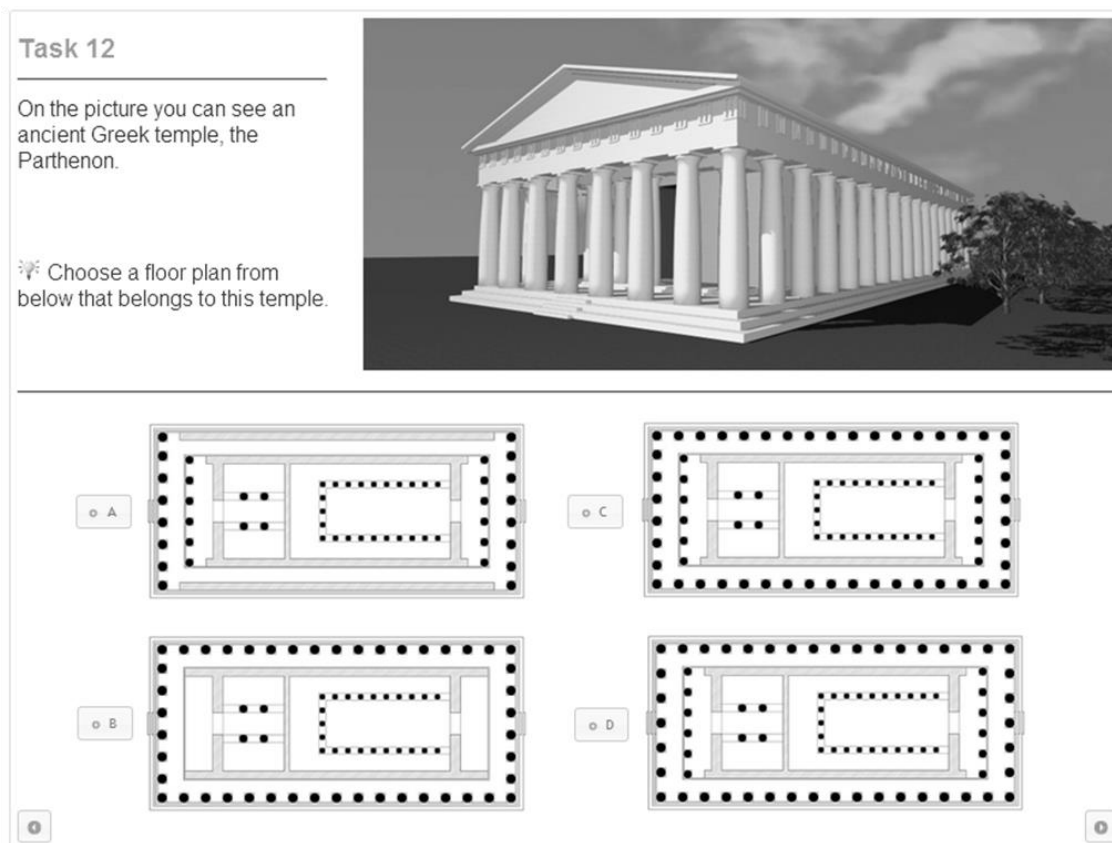 Task 12
On the picture you can see an
ancient Greek temple, the
Parthenon.
Choose a floor plan from
below that belongs to this temple.
A
C
B
D